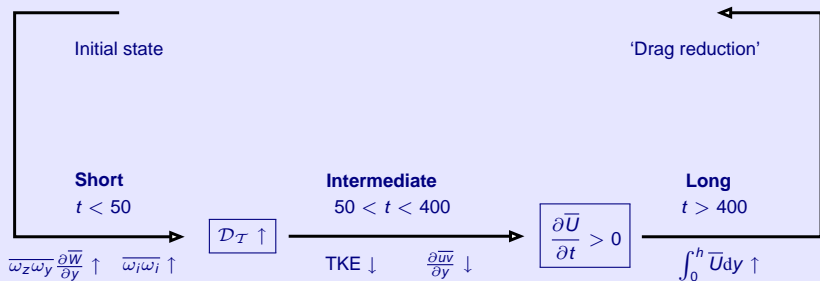 Initial state
'Drag reduction'
Short
t < 50
Intermediate
50 < t < 400
Long
t > 400
𝒟_𝒯 ↑
∂U̅/∂t > 0
\overline{ω_z ω_y} ∂W̅/∂y ↑ \overline{ω_i ω_i} ↑
TKE ↓ ∂\overline{uv}/∂y ↓
∫_0^h U̅dy ↑